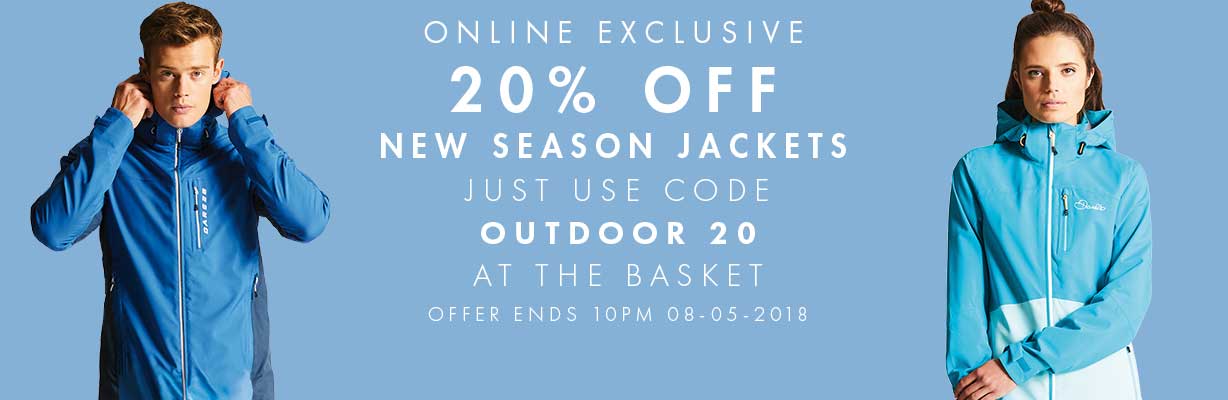 ONLINE EXCLUSIVE
20% OFF
NEW SEASON JACKETS
JUST USE CODE
OUTDOOR 20
AT THE BASKET
OFFER ENDS 10PM 08-05-2018